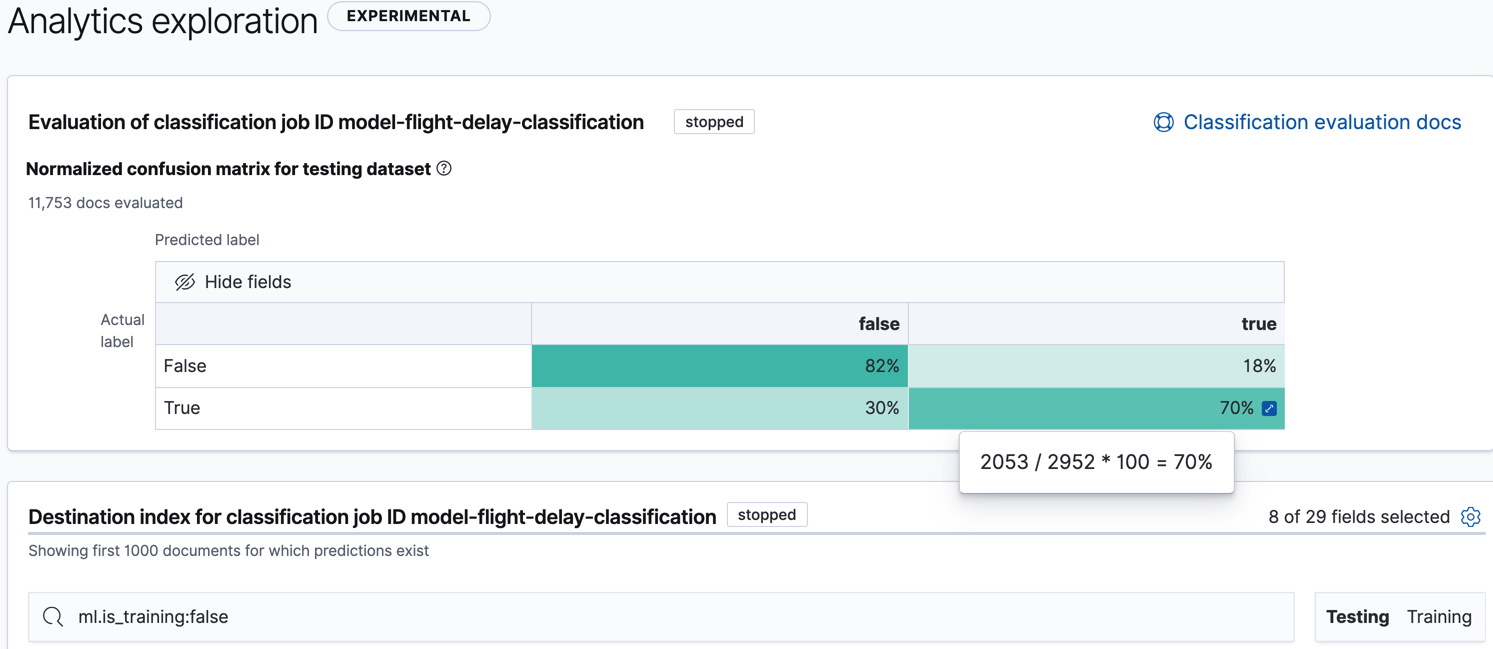 Analytics exploration EXPERIMENTAL
Evaluation of classification job ID model-flight-delay-classification stopped Classification evaluation docs
Normalized confusion matrix for testing dataset ?
11,753 docs evaluated
Predicted label
Hide fields
Actual
label
false true
False 82% 18%
True 30% 70%
2053 / 2952 * 100 = 70%
Destination index for classification job ID model-flight-delay-classification stopped 8 of 29 fields selected
Showing first 1000 documents for which predictions exist
ml.is_training:false Testing Training